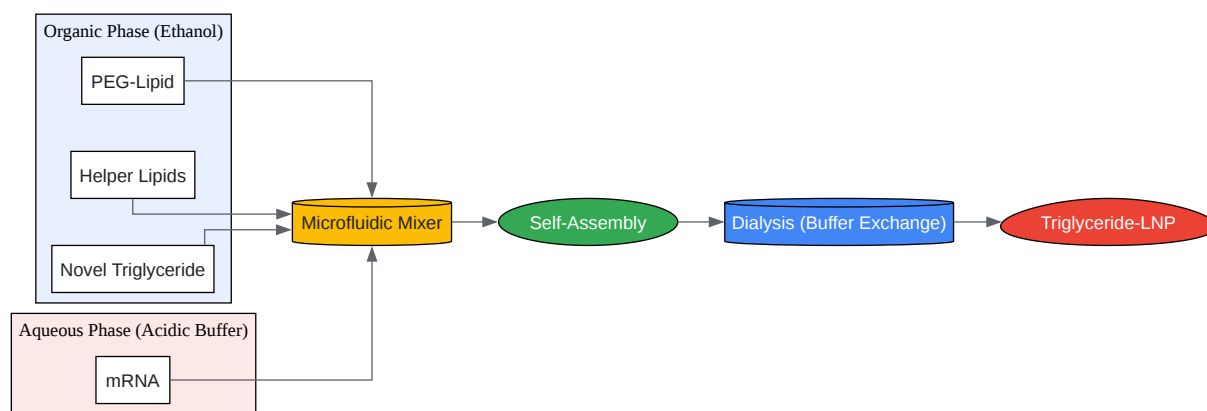 Organic Phase (Ethanol)
PEG-Lipid
Helper Lipids
Novel Triglyceride
Aqueous Phase (Acidic Buffer)
mRNA
Microfluidic Mixer
Self-Assembly
Dialysis (Buffer Exchange)
Triglyceride-LNP